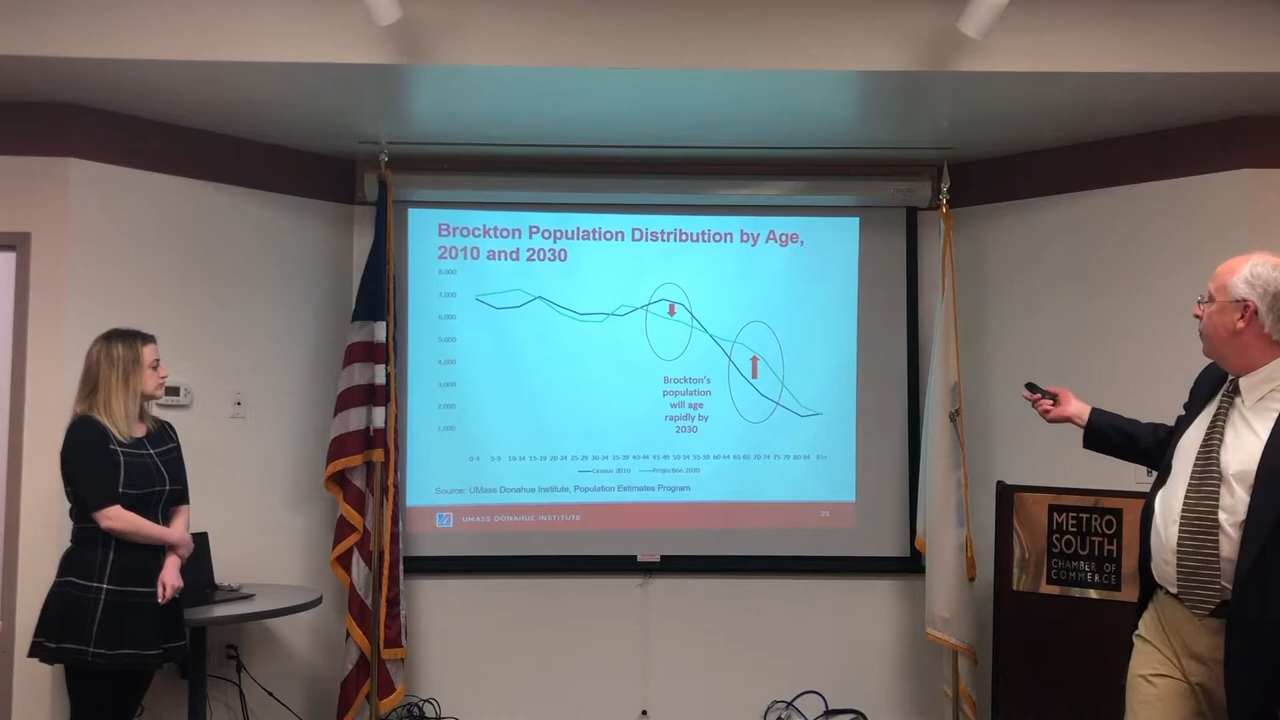 Brockton Population Distribution by Age,
2010 and 2030
8,000
7,000
6,000
5,000
4,000
3,000
2,000
1,000
Brockton's
population
will age
rapidly by
2030
0-4 5-9 10-14 15-19 20-24 25-29 30-34 35-39 40-44 45-49 50-54 55-59 60-64 65-69 70-74 75-79 80-84 85+
Census 2010 Projection 2030
Source: UMass Donahue Institute, Population Estimates Program
UMASS DONAHUE INSTITUTE
23
METRO
SOUTH
CHAMBER OF
COMMERCE